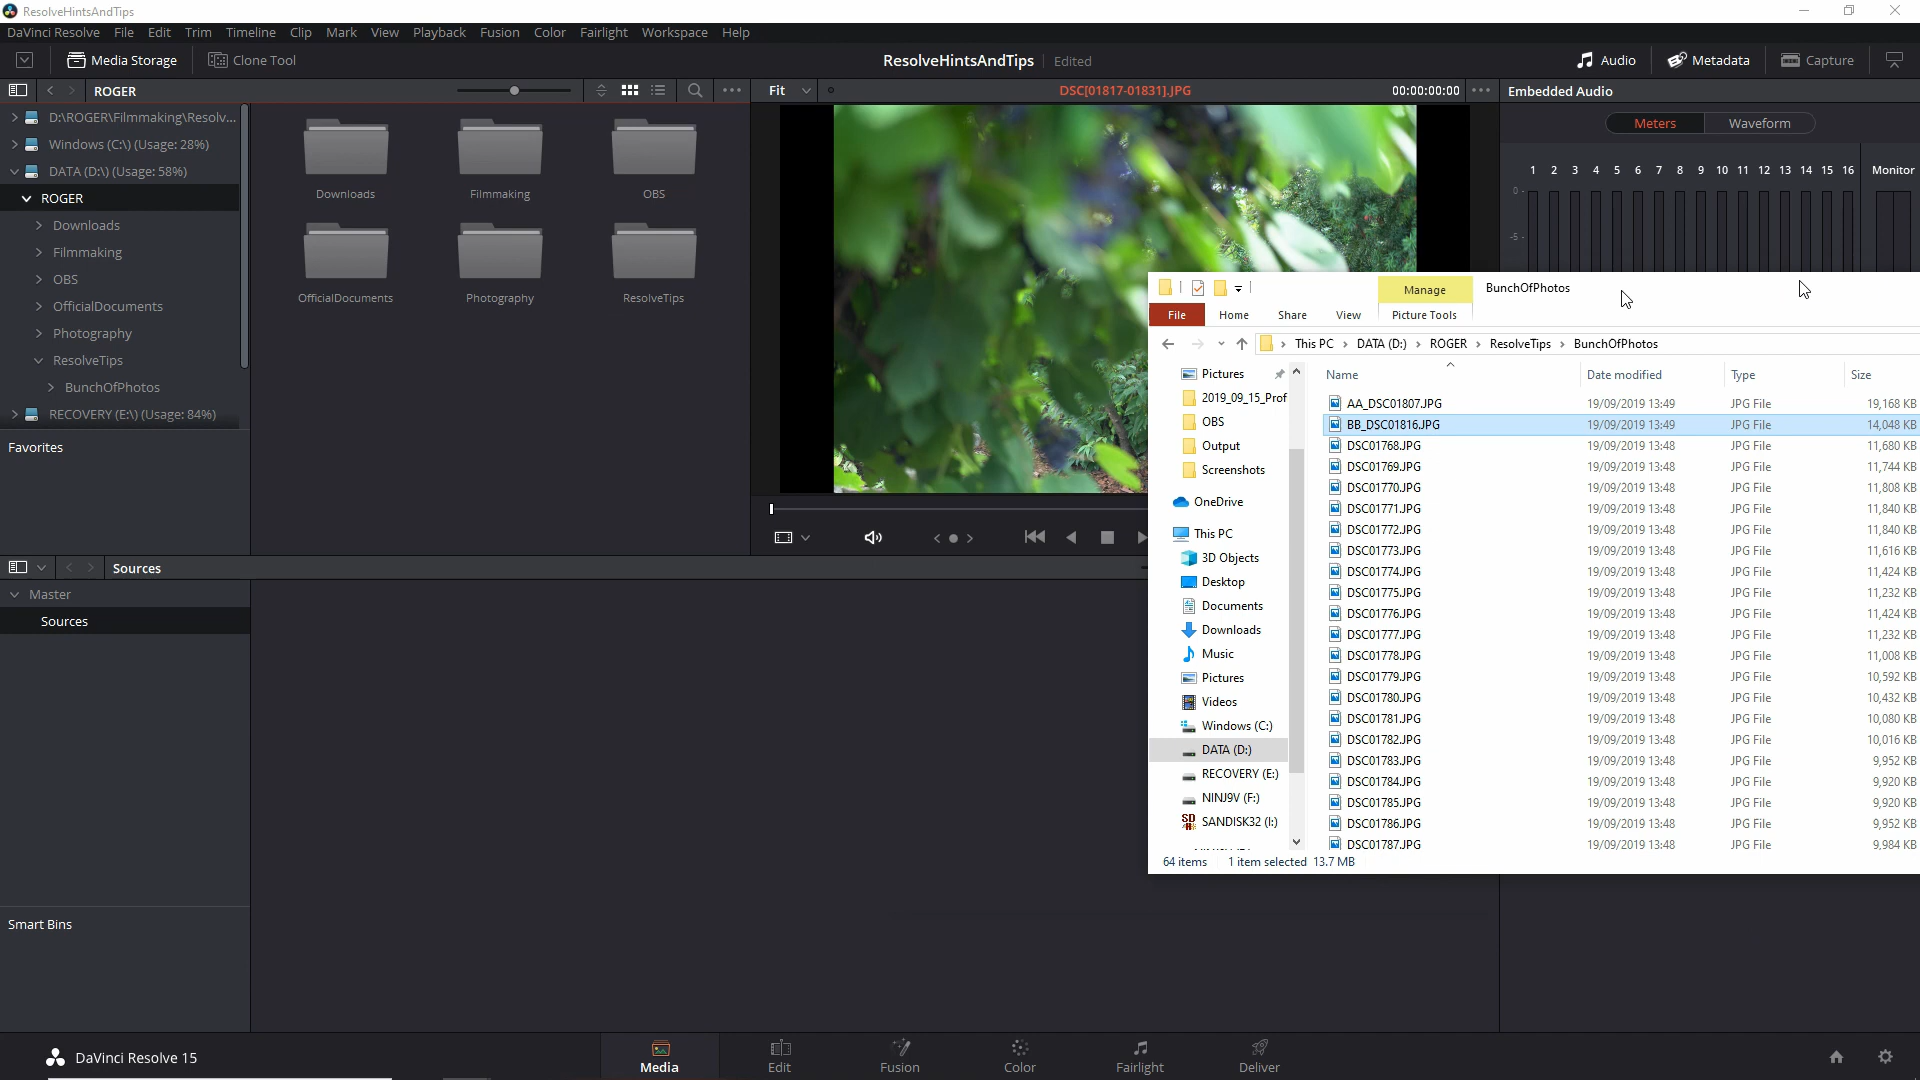 ResolveHintsAndTips
DaVinci Resolve File Edit Trim Timeline Clip Mark View Playback Fusion Color Fairlight Workspace Help
Media Storage Clone Tool ResolveHintsAndTips Edited Audio Metadata Capture
ROGER Fit DSC[01817-01831].JPG 00:00:00:00 Embedded Audio
D:\ROGER\Filmmaking\Resolv...
Windows (C:\) (Usage: 28%)
DATA (D:\) (Usage: 58%)
ROGER
Downloads
Filmmaking
OBS
OfficialDocuments
Photography
ResolveTips
BunchOfPhotos
RECOVERY (E:\) (Usage: 84%)
Favorites
Downloads Filmmaking OBS
OfficialDocuments Photography ResolveTips
Meters Waveform
1 2 3 4 5 6 7 8 9 10 11 12 13 14 15 16 Monitor
0
-5
Sources
Master
Sources
Smart Bins
Manage BunchOfPhotos
File Home Share View Picture Tools
This PC DATA (D:) ROGER ResolveTips BunchOfPhotos
Pictures
2019_09_15_Prof
OBS
Output
Screenshots
OneDrive
This PC
3D Objects
Desktop
Documents
Downloads
Music
Pictures
Videos
Windows (C:)
DATA (D:)
RECOVERY (E:)
NINJ9V (F:)
SANDISK32 (I:)
Name Date modified Type Size
AA_DSC01807.JPG 19/09/2019 13:49 JPG File 19,168 KB
BB_DSC01816.JPG 19/09/2019 13:49 JPG File 14,048 KB
DSC01768.JPG 19/09/2019 13:48 JPG File 11,680 KB
DSC01769.JPG 19/09/2019 13:48 JPG File 11,744 KB
DSC01770.JPG 19/09/2019 13:48 JPG File 11,808 KB
DSC01771.JPG 19/09/2019 13:48 JPG File 11,840 KB
DSC01772.JPG 19/09/2019 13:48 JPG File 11,840 KB
DSC01773.JPG 19/09/2019 13:48 JPG File 11,616 KB
DSC01774.JPG 19/09/2019 13:48 JPG File 11,424 KB
DSC01775.JPG 19/09/2019 13:48 JPG File 11,232 KB
DSC01776.JPG 19/09/2019 13:48 JPG File 11,424 KB
DSC01777.JPG 19/09/2019 13:48 JPG File 11,232 KB
DSC01778.JPG 19/09/2019 13:48 JPG File 11,008 KB
DSC01779.JPG 19/09/2019 13:48 JPG File 10,592 KB
DSC01780.JPG 19/09/2019 13:48 JPG File 10,432 KB
DSC01781.JPG 19/09/2019 13:48 JPG File 10,080 KB
DSC01782.JPG 19/09/2019 13:48 JPG File 10,016 KB
DSC01783.JPG 19/09/2019 13:48 JPG File 9,952 KB
DSC01784.JPG 19/09/2019 13:48 JPG File 9,920 KB
DSC01785.JPG 19/09/2019 13:48 JPG File 9,920 KB
DSC01786.JPG 19/09/2019 13:48 JPG File 9,952 KB
DSC01787.JPG 19/09/2019 13:48 JPG File 9,984 KB
64 items 1 item selected 13.7 MB
DaVinci Resolve 15 Media Edit Fusion Color Fairlight Deliver